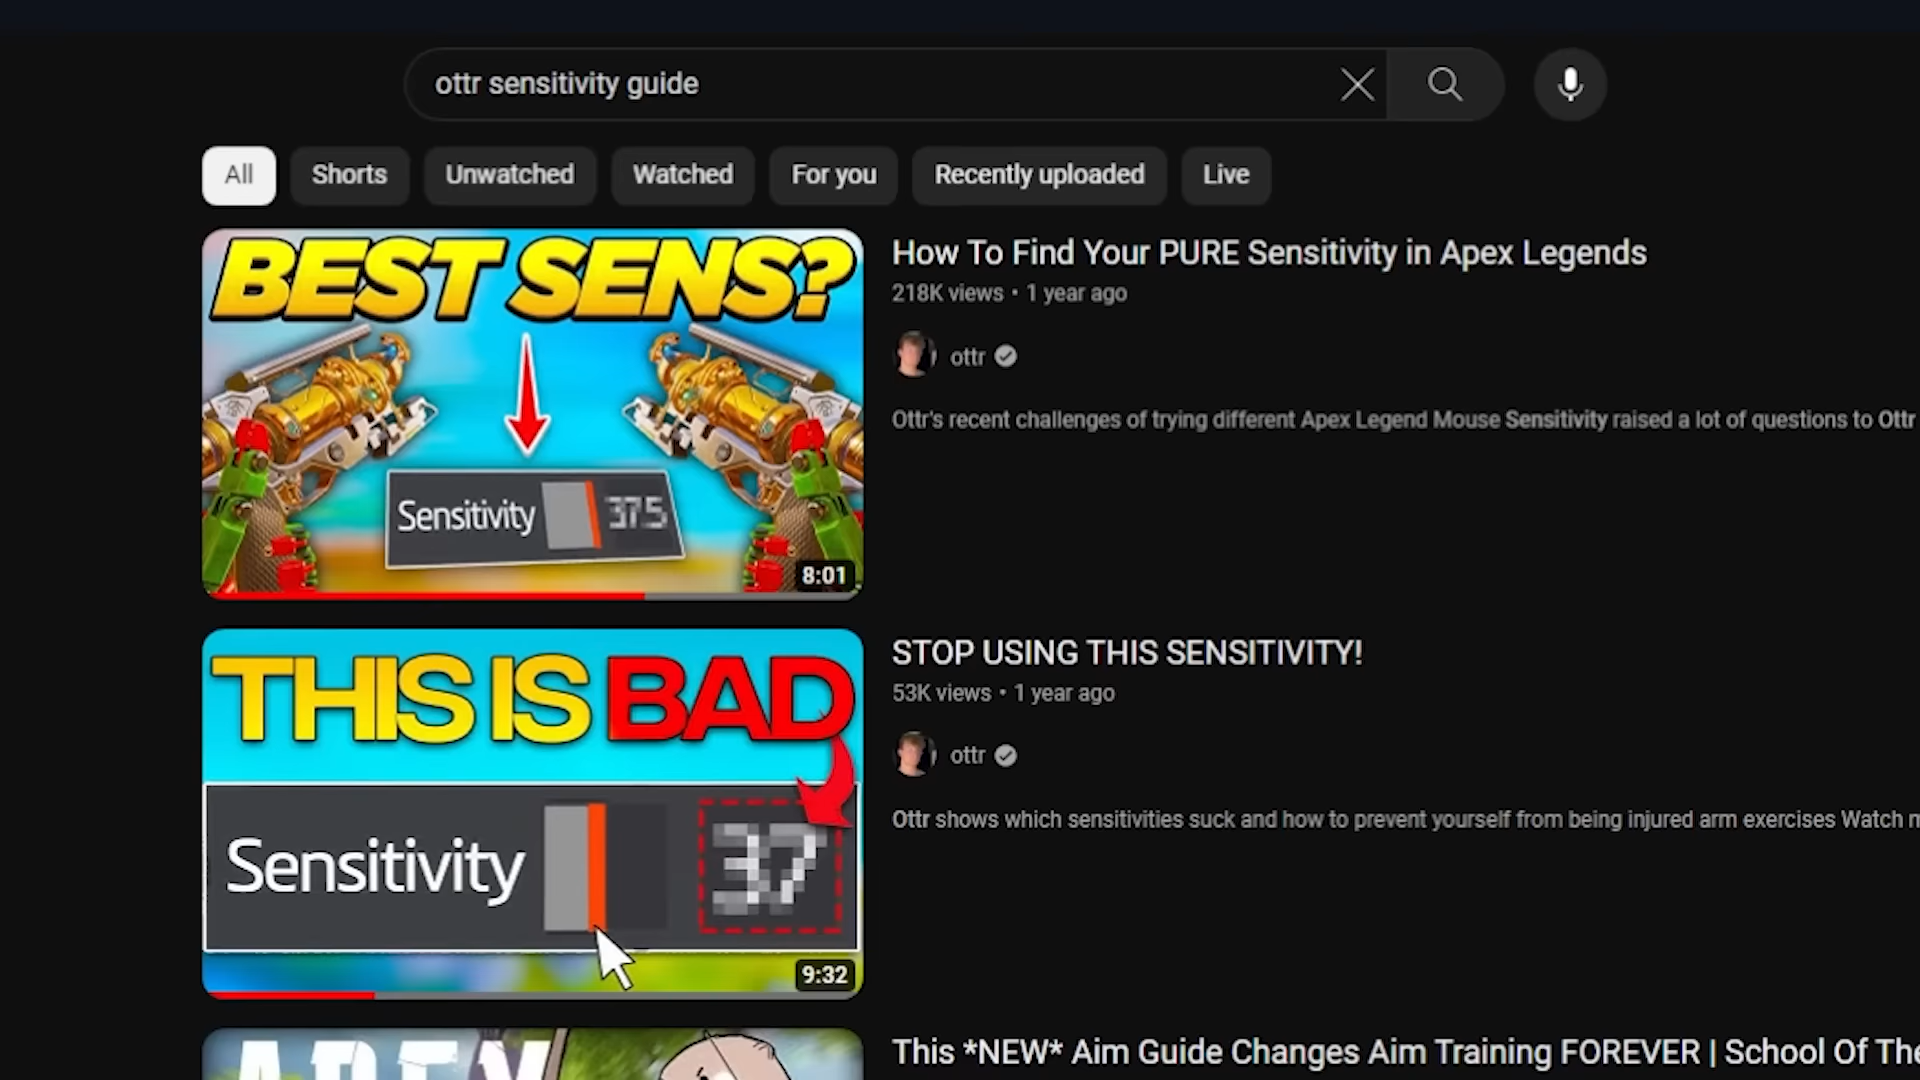 ottr sensitivity guide
All Shorts Unwatched Watched For you Recently uploaded Live
BEST SENS?
Sensitivity 37.5
8:01
How To Find Your PURE Sensitivity in Apex Legends
218K views • 1 year ago
ottr
Ottr's recent challenges of trying different Apex Legend Mouse Sensitivity raised a lot of questions to Ottr
THIS IS BAD
Sensitivity 37
9:32
STOP USING THIS SENSITIVITY!
53K views • 1 year ago
ottr
Ottr shows which sensitivities suck and how to prevent yourself from being injured arm exercises Watch
APEX
This *NEW* Aim Guide Changes Aim Training FOREVER | School Of The